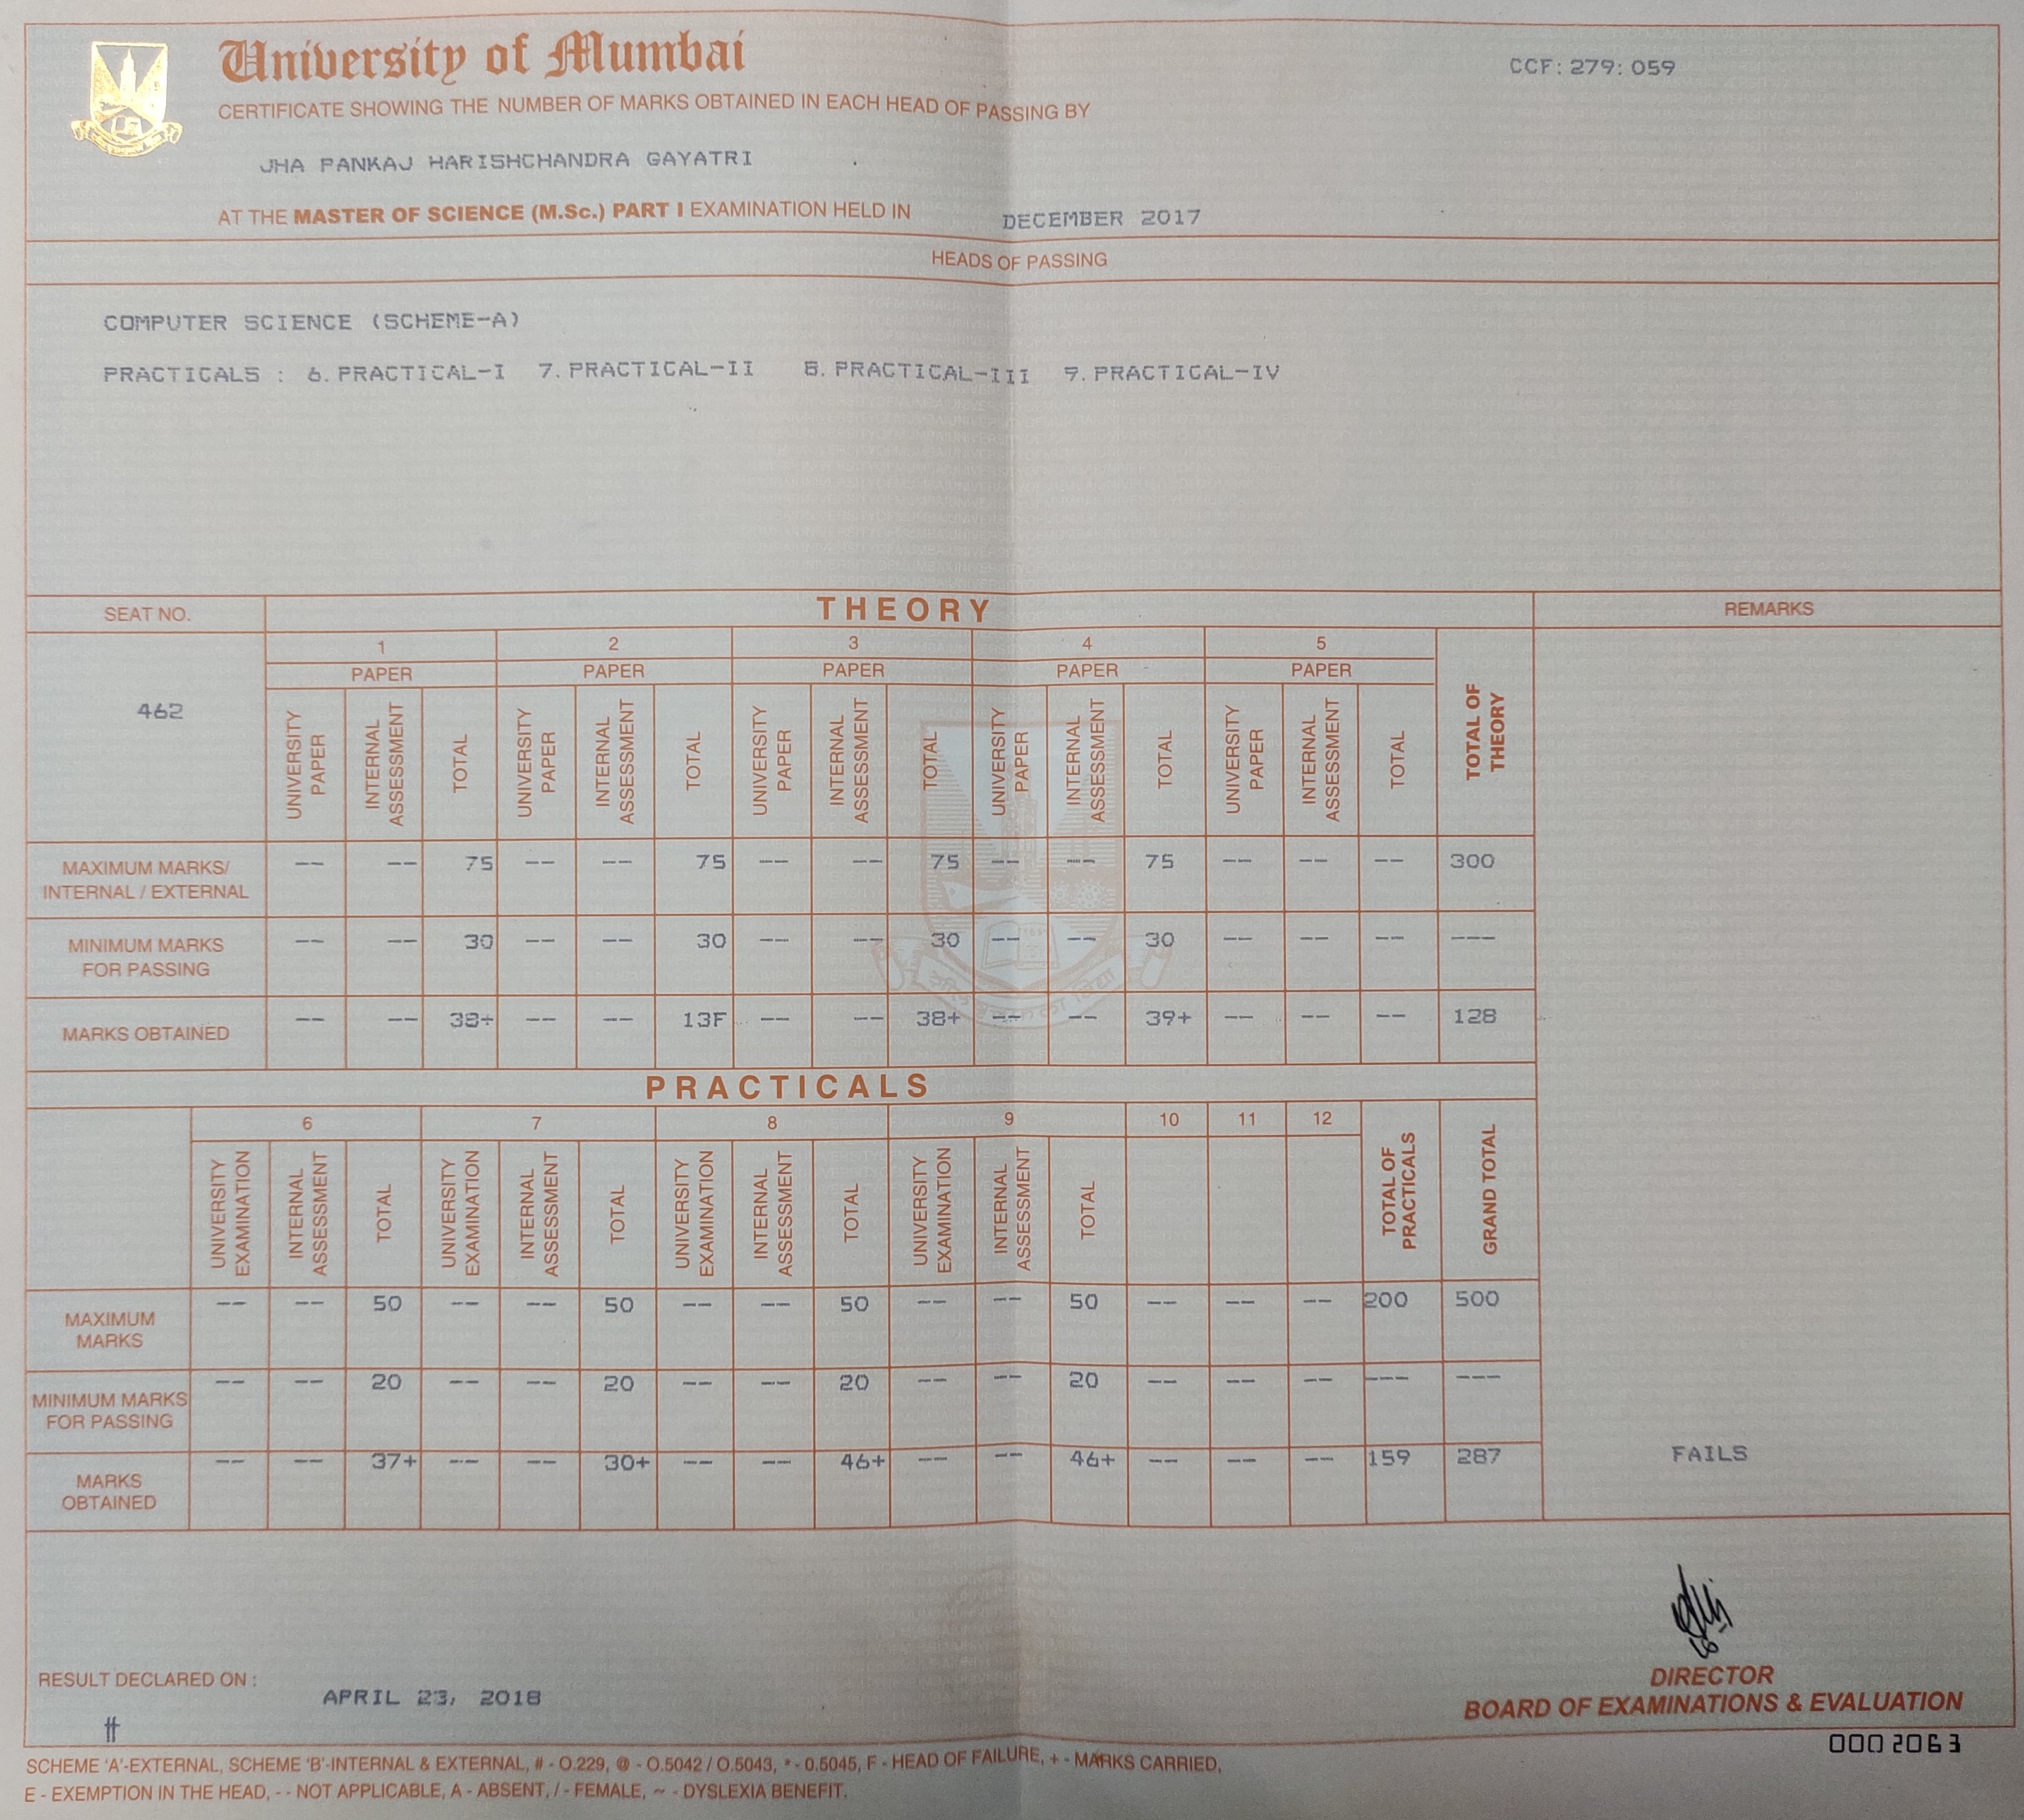 University of Mumbai
CCF: 279: 059
CERTIFICATE SHOWING THE NUMBER OF MARKS OBTAINED IN EACH HEAD OF PASSING BY
JHA PANKAJ HARISHCHANDRA GAYATRI
AT THE MASTER OF SCIENCE (M.Sc.) PART I EXAMINATION HELD IN DECEMBER 2017
HEADS OF PASSING
COMPUTER SCIENCE (SCHEME-A)
PRACTICALS : 6. PRACTICAL-I 7. PRACTICAL-II 8. PRACTICAL-III 9. PRACTICAL-IV
SEAT NO. THEORY REMARKS
1 2 3 4 5
PAPER PAPER PAPER PAPER PAPER
462
UNIVERSITY PAPER INTERNAL ASSESSMENT TOTAL UNIVERSITY PAPER INTERNAL ASSESSMENT TOTAL UNIVERSITY PAPER INTERNAL ASSESSMENT TOTAL UNIVERSITY PAPER INTERNAL ASSESSMENT TOTAL UNIVERSITY PAPER INTERNAL ASSESSMENT TOTAL TOTAL OF THEORY
MAXIMUM MARKS/ INTERNAL / EXTERNAL -- -- 75 -- -- 75 -- -- 75 -- -- 75 -- -- -- 300
MINIMUM MARKS FOR PASSING -- -- 30 -- -- 30 -- -- 30 -- -- 30 -- -- -- ---
MARKS OBTAINED -- -- 38+ -- -- 13F -- -- 38+ -- -- 39+ -- -- -- 128
PRACTICALS
6 7 8 9 10 11 12
UNIVERSITY EXAMINATION INTERNAL ASSESSMENT TOTAL UNIVERSITY EXAMINATION INTERNAL ASSESSMENT TOTAL UNIVERSITY EXAMINATION INTERNAL ASSESSMENT TOTAL UNIVERSITY EXAMINATION INTERNAL ASSESSMENT TOTAL TOTAL OF PRACTICALS GRAND TOTAL
MAXIMUM MARKS -- -- 50 -- -- 50 -- -- 50 -- -- 50 -- -- -- 200 500
MINIMUM MARKS FOR PASSING -- -- 20 -- -- 20 -- -- 20 -- -- 20 -- -- -- --- ---
MARKS OBTAINED -- -- 37+ -- -- 30+ -- -- 46+ -- -- 46+ -- -- -- 159 287 FAILS
RESULT DECLARED ON : APRIL 23, 2018
DIRECTOR
BOARD OF EXAMINATIONS & EVALUATION
0002063
SCHEME 'A'-EXTERNAL, SCHEME 'B'-INTERNAL & EXTERNAL, # - O.229, @ - O.5042 / O.5043, * - 0.5045, F - HEAD OF FAILURE, + - MARKS CARRIED,
E - EXEMPTION IN THE HEAD, - - NOT APPLICABLE, A - ABSENT, / - FEMALE, ~ - DYSLEXIA BENEFIT.